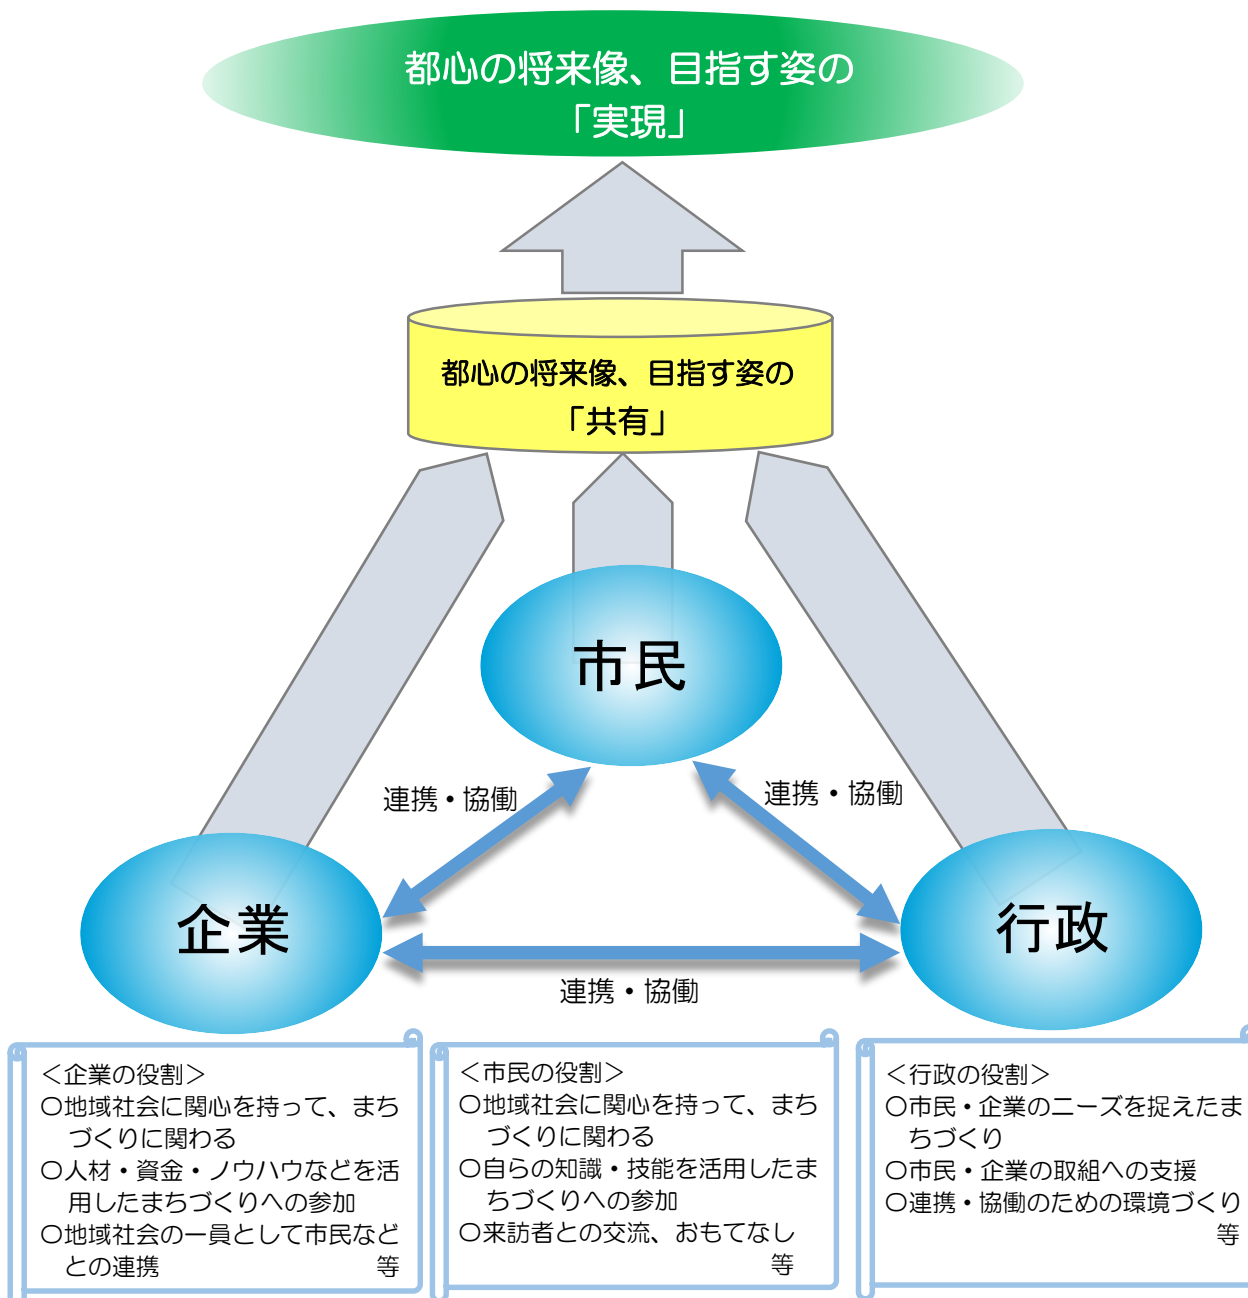 都心の将来像、目指す姿の
「実現」
都心の将来像、目指す姿の
「共有」
市民
連携・協働
連携・協働
企業
行政
連携・協働
＜企業の役割＞
○地域社会に関心を持って、まち
づくりに関わる
○人材・資金・ノウハウなどを活
用したまちづくりへの参加
○地域社会の一員として市民など
との連携　等
＜市民の役割＞
○地域社会に関心を持って、まち
づくりに関わる
○自らの知識・技能を活用したま
ちづくりへの参加
○来訪者との交流、おもてなし
等
＜行政の役割＞
○市民・企業のニーズを捉えたま
ちづくり
○市民・企業の取組への支援
○連携・協働のための環境づくり
等